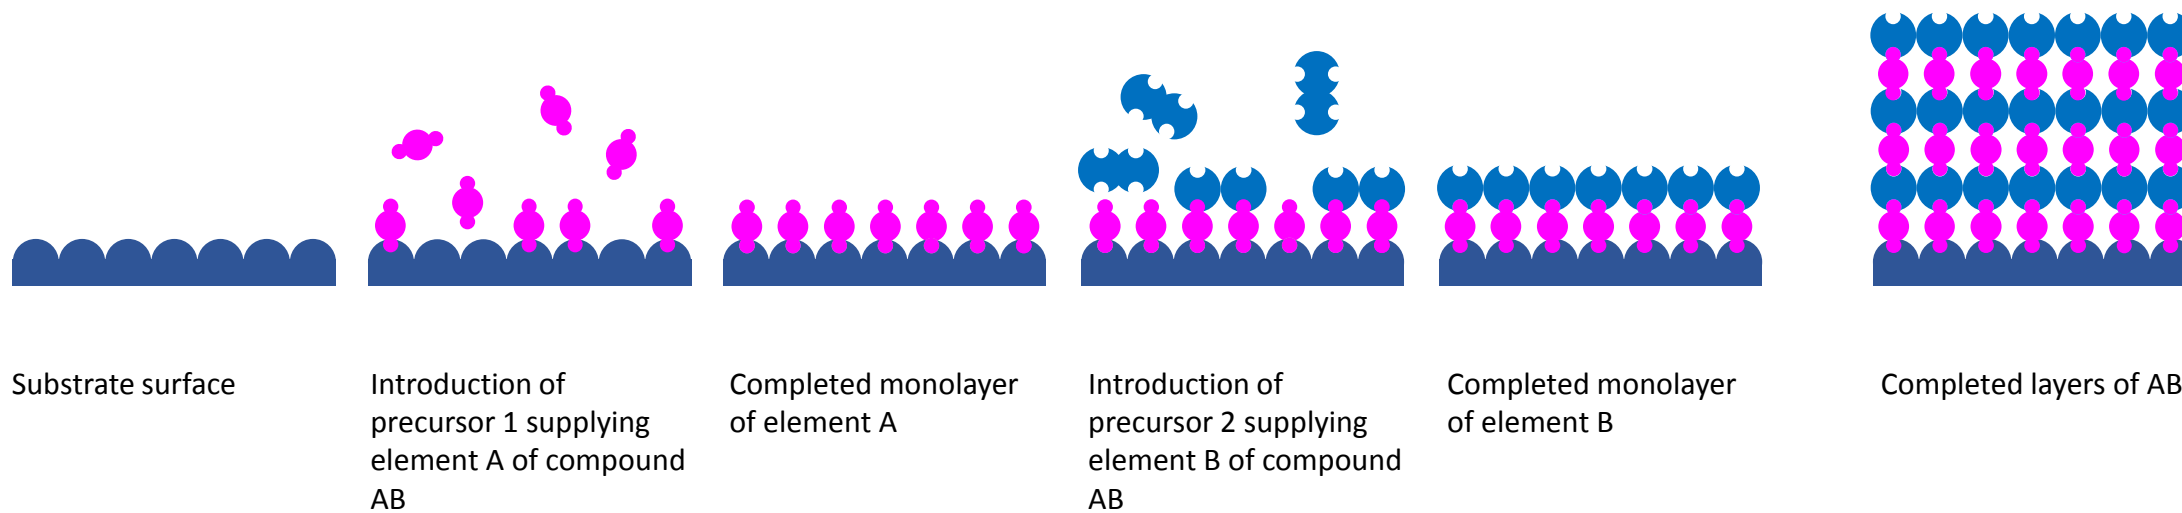 Substrate surface
Introduction of
precursor 1 supplying
element A of compound
AB
Completed monolayer
of element A
Introduction of
precursor 2 supplying
element B of compound
AB
Completed monolayer
of element B
Completed layers of AB